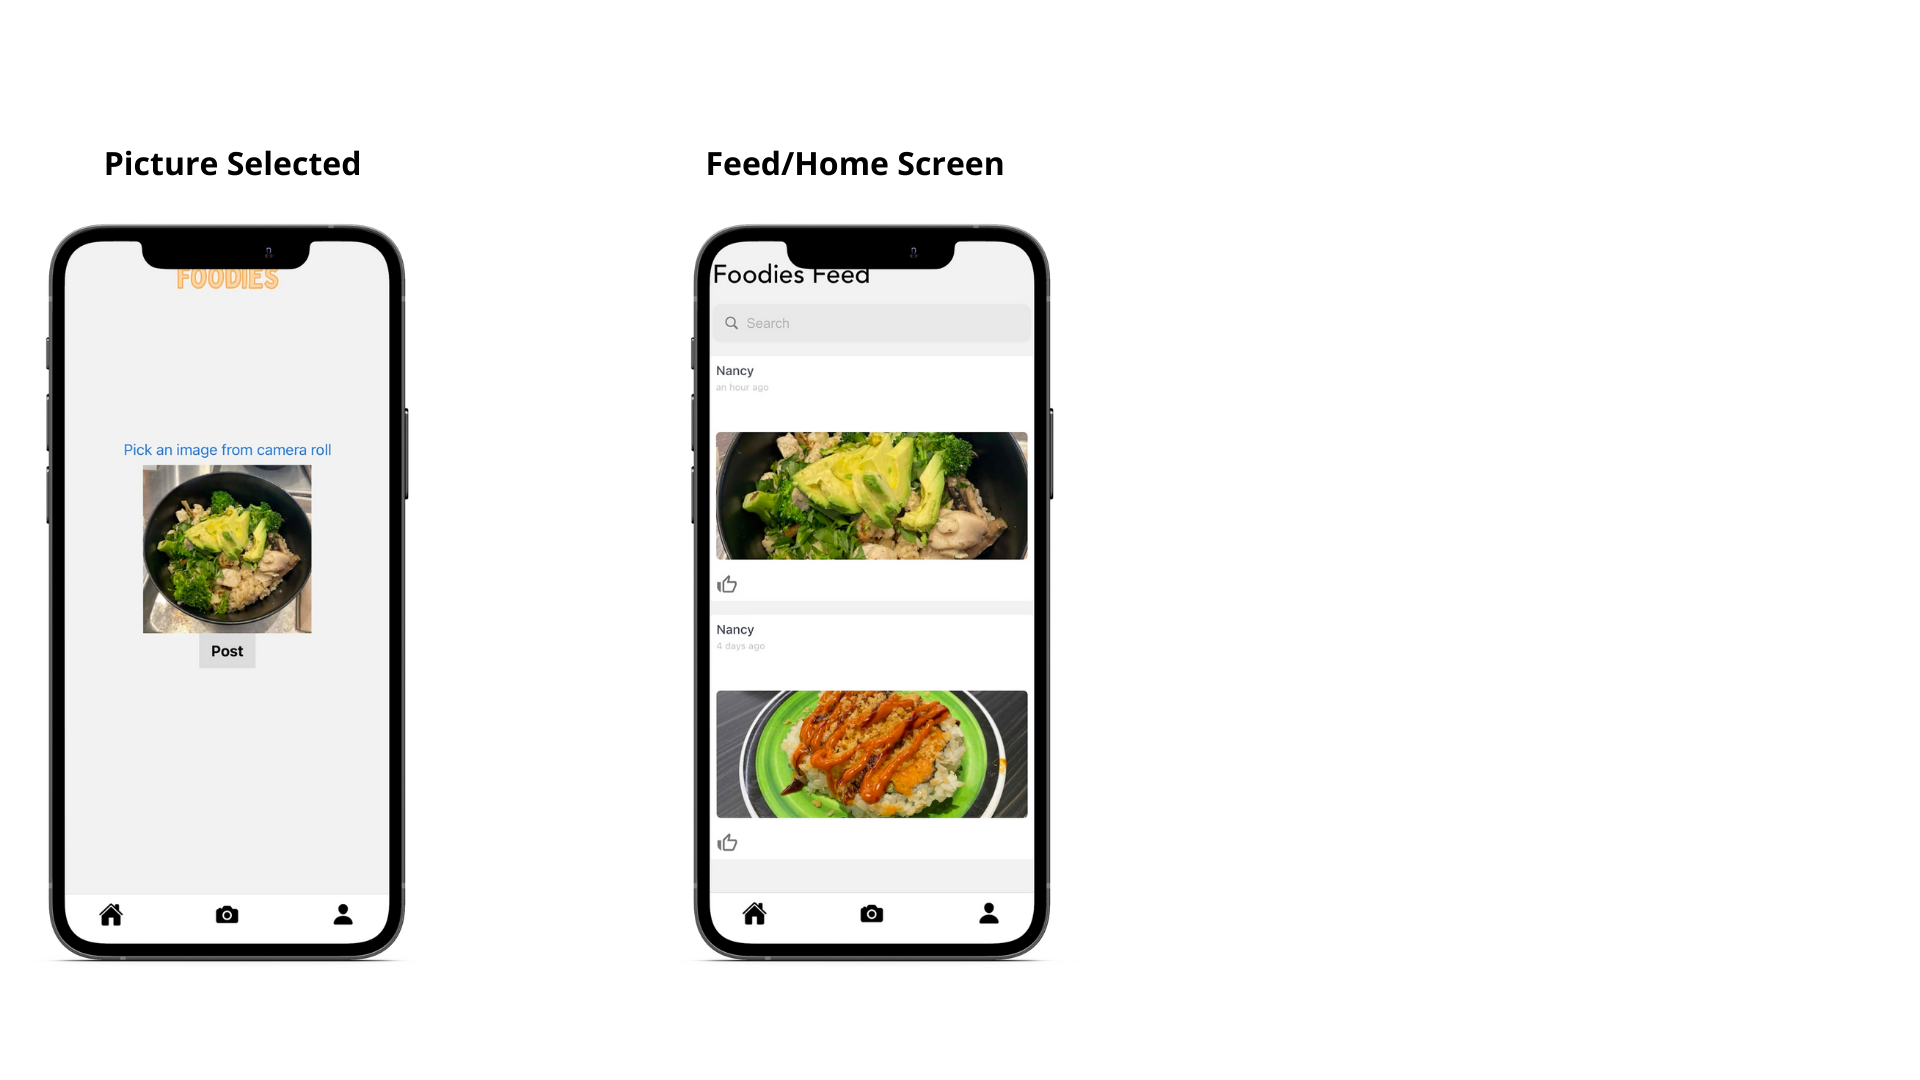 Picture Selected
FOODIES
Pick an image from camera roll
Post
Feed/Home Screen
Foodies Feed
Search
Nancy
an hour ago
Nancy
4 days ago